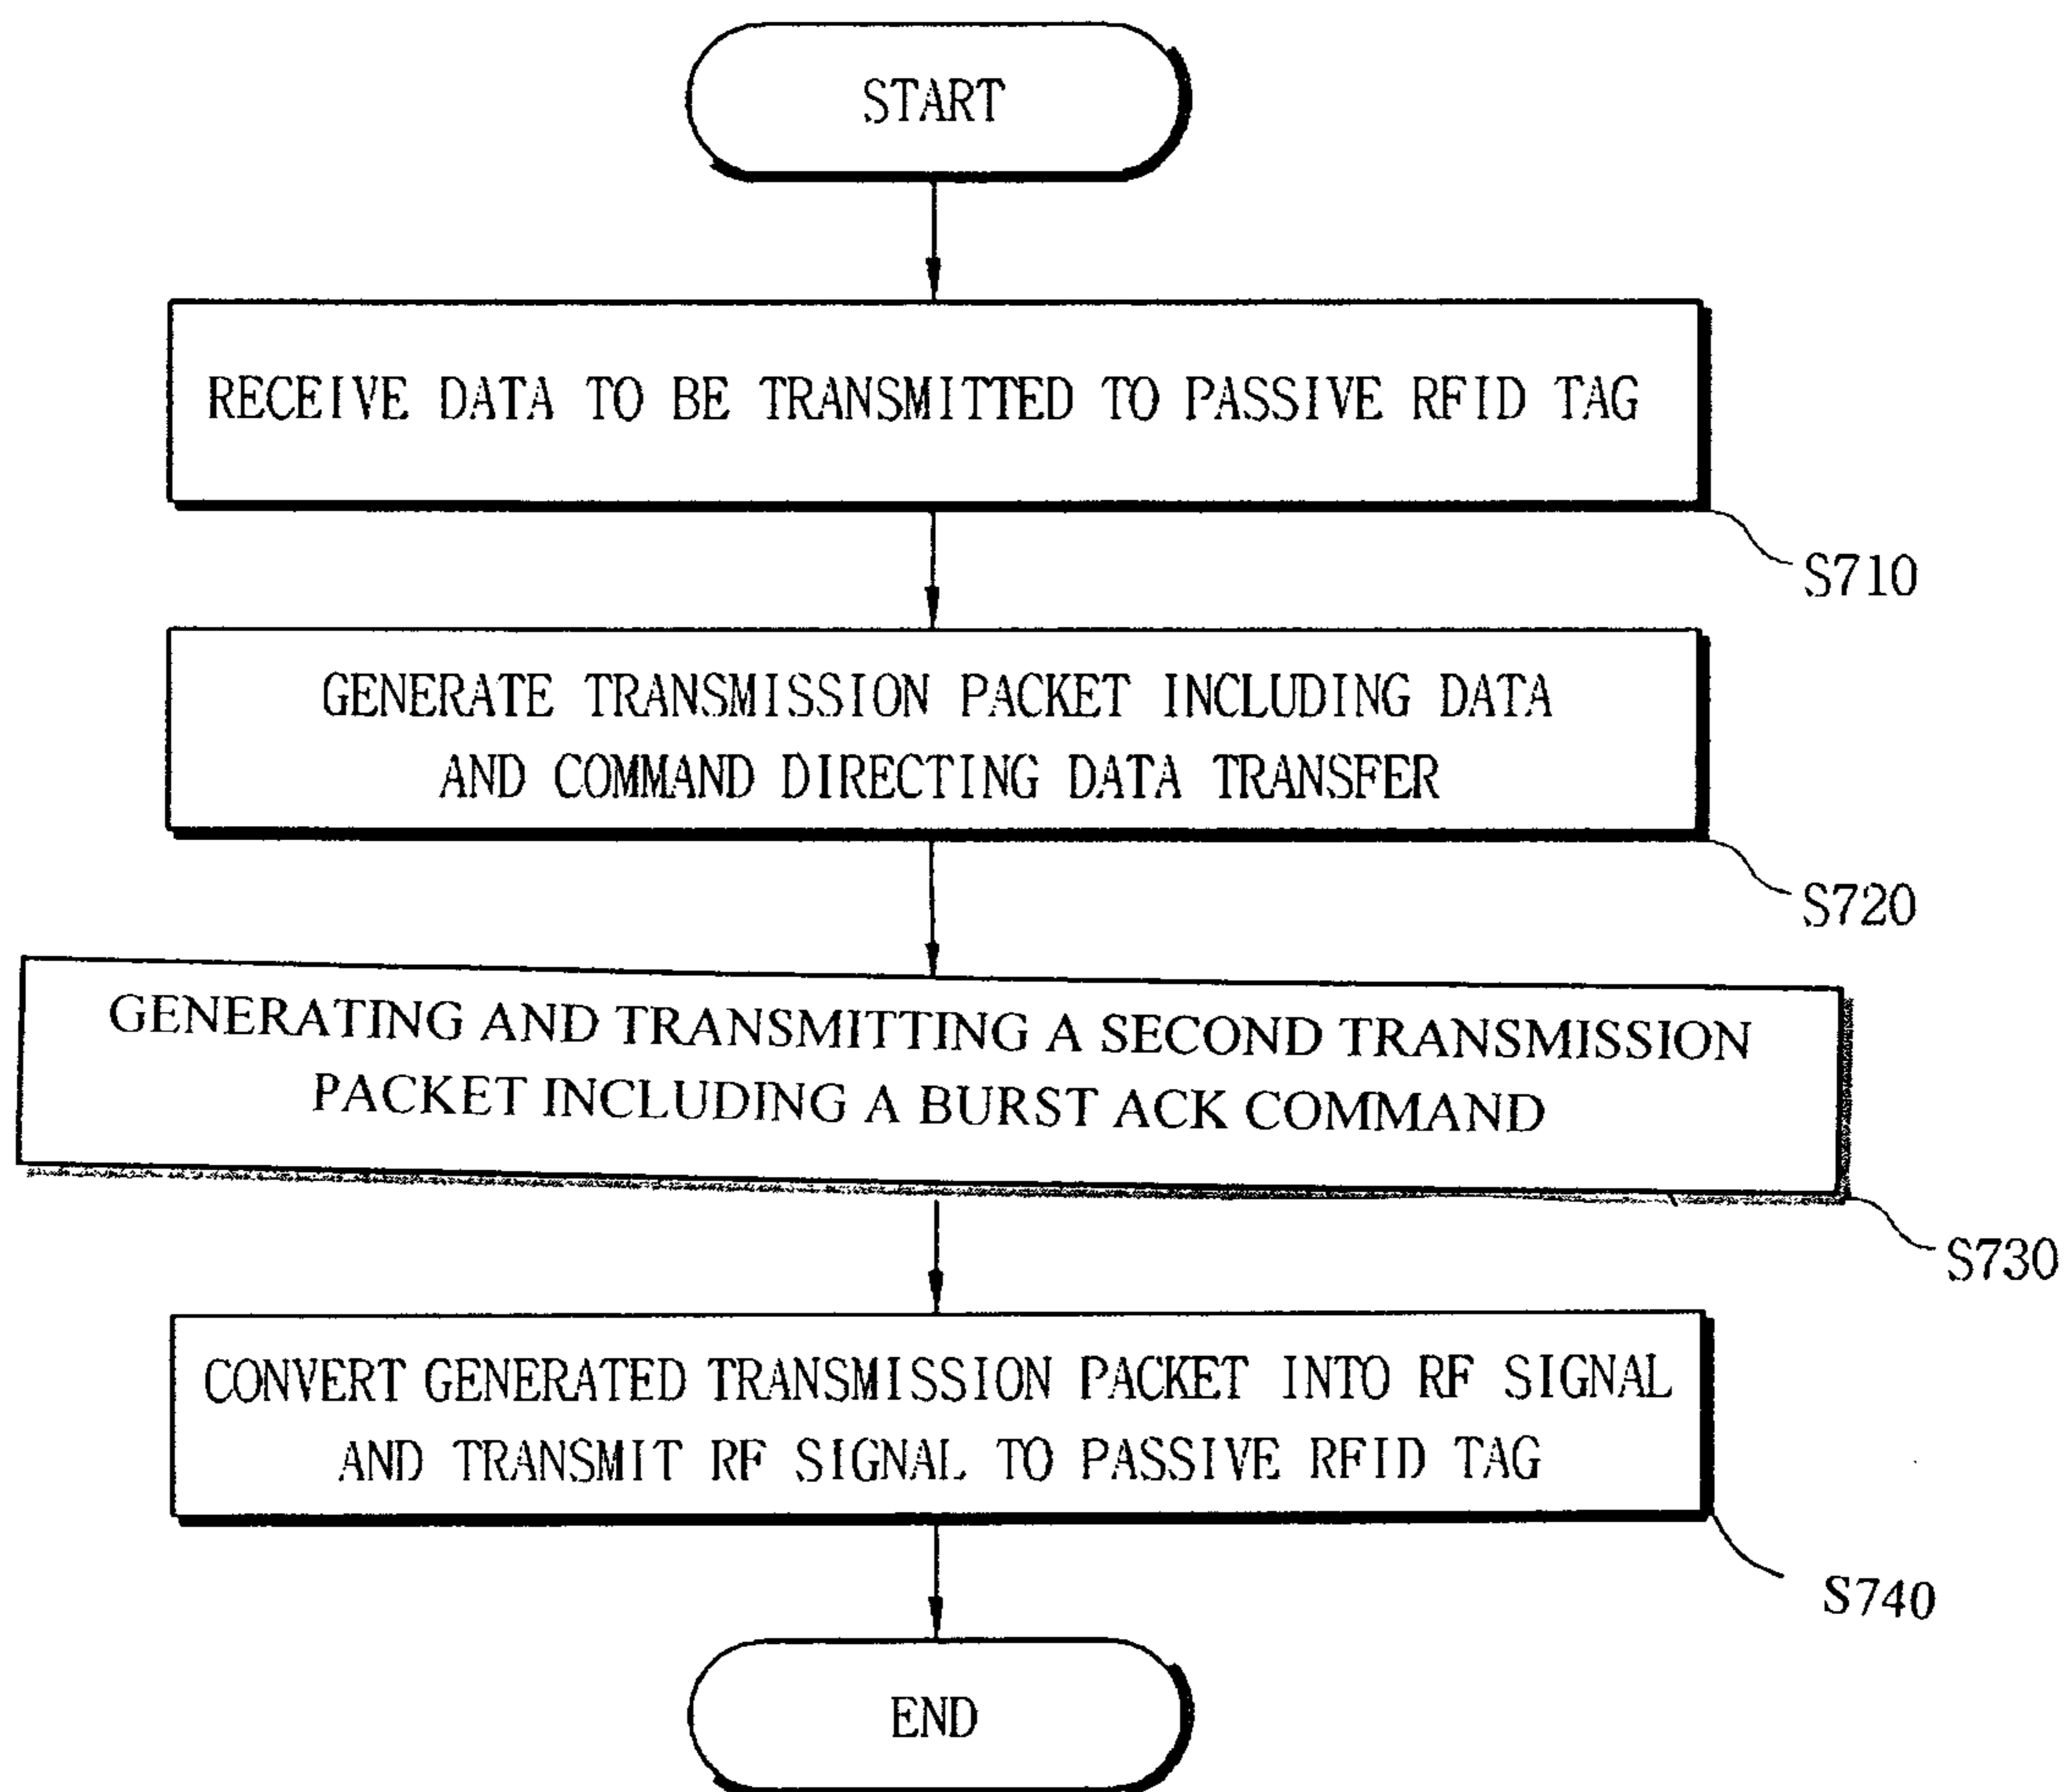 START
RECEIVE DATA TO BE TRANSMITTED TO PASSIVE RFID TAG
S710
GENERATE TRANSMISSION PACKET INCLUDING DATA
AND COMMAND DIRECTING DATA TRANSFER
S720
GENERATING AND TRANSMITTING A SECOND TRANSMISSION
PACKET INCLUDING A BURST ACK COMMAND
S730
CONVERT GENERATED TRANSMISSION PACKET INTO RF SIGNAL
AND TRANSMIT RF SIGNAL TO PASSIVE RFID TAG
S740
END